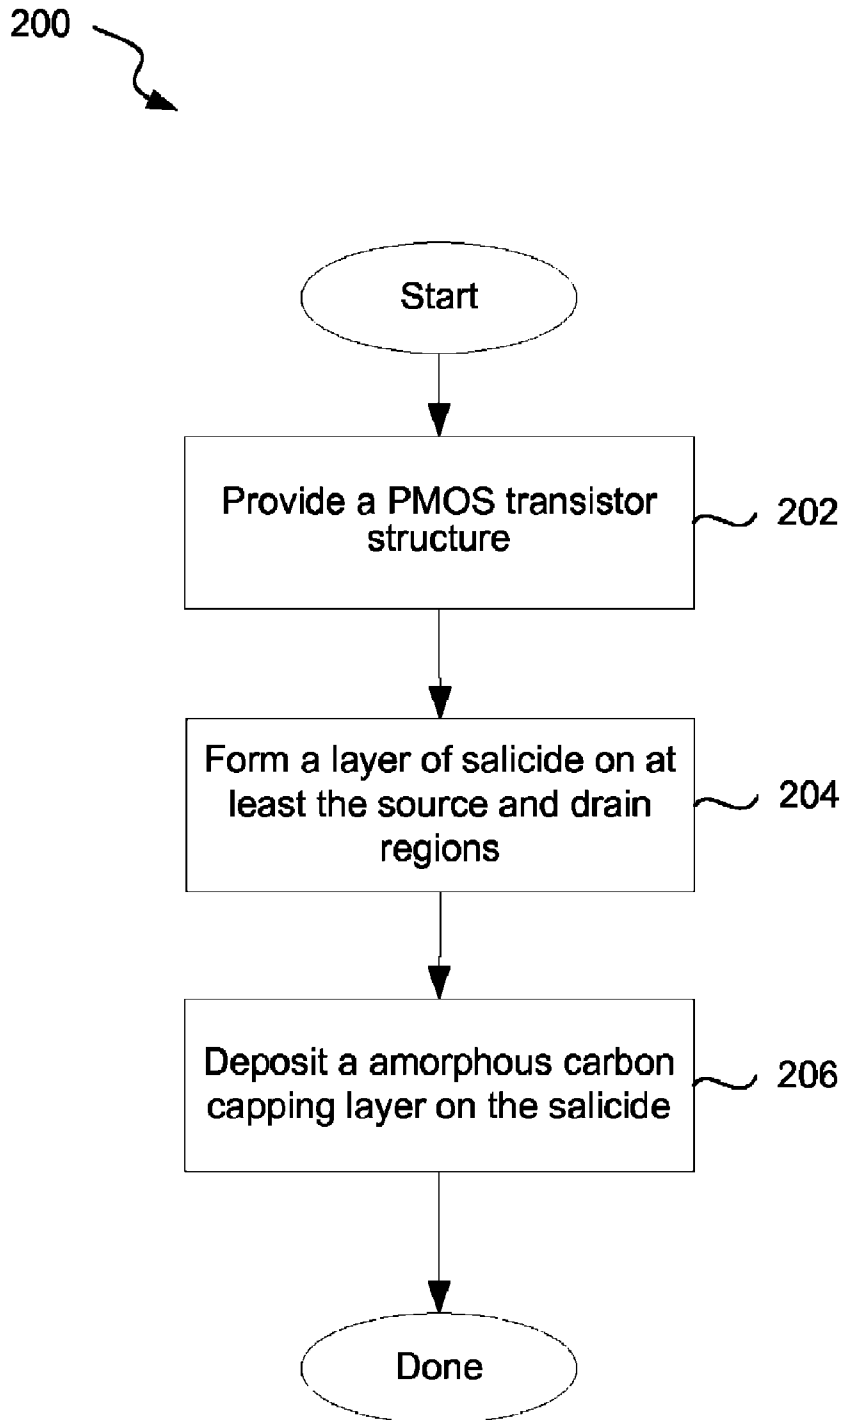 200
Start
Provide a PMOS transistor
structure
202
Form a layer of salicide on at
least the source and drain
regions
204
Deposit a amorphous carbon
capping layer on the salicide
206
Done